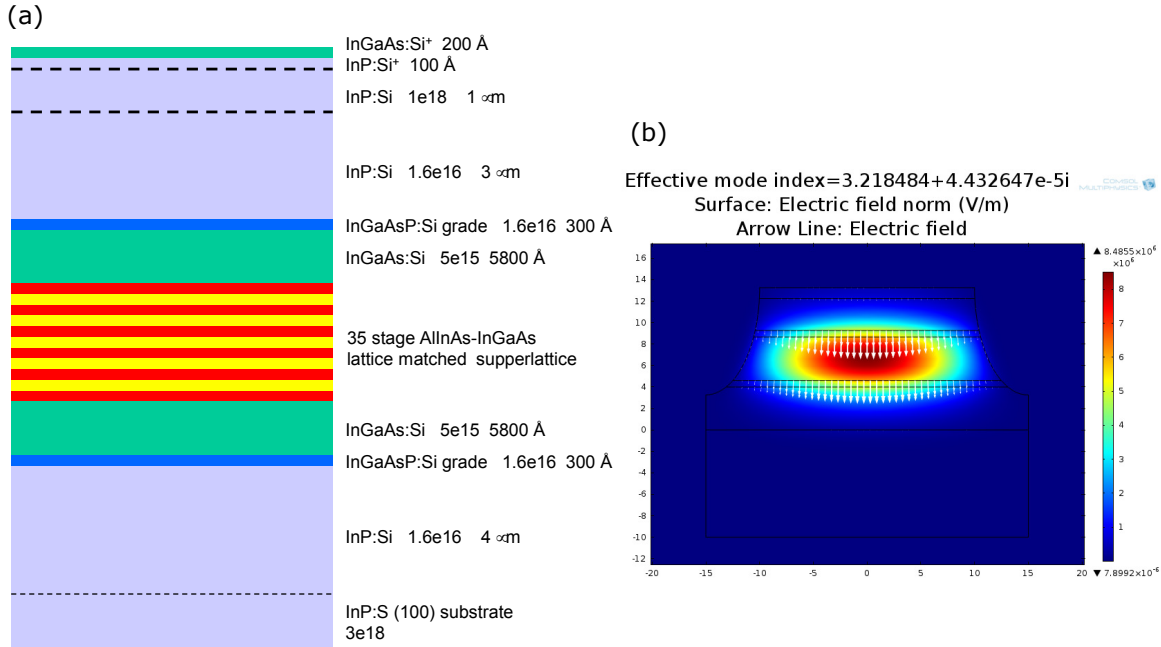 (a)
InGaAs:Si⁺ 200 Å
InP:Si⁺ 100 Å
InP:Si 1e18 1 ∝m
InP:Si 1.6e16 3 ∝m
InGaAsP:Si grade 1.6e16 300 Å
InGaAs:Si 5e15 5800 Å
35 stage AlInAs-InGaAs
lattice matched supperlattice
InGaAs:Si 5e15 5800 Å
InGaAsP:Si grade 1.6e16 300 Å
InP:Si 1.6e16 4 ∝m
InP:S (100) substrate
3e18
(b)
Effective mode index=3.218484+4.432647e-5i
COMSOL
MULTIPHYSICS
Surface: Electric field norm (V/m)
Arrow Line: Electric field
▲ 8.4855×10⁶
×10⁶
16
14
12
10
8
6
4
2
0
-2
-4
-6
-8
-10
-12
-20
-15
-10
-5
0
5
10
15
20
8
7
6
5
4
3
2
1
▼ 7.8992×10⁻⁶